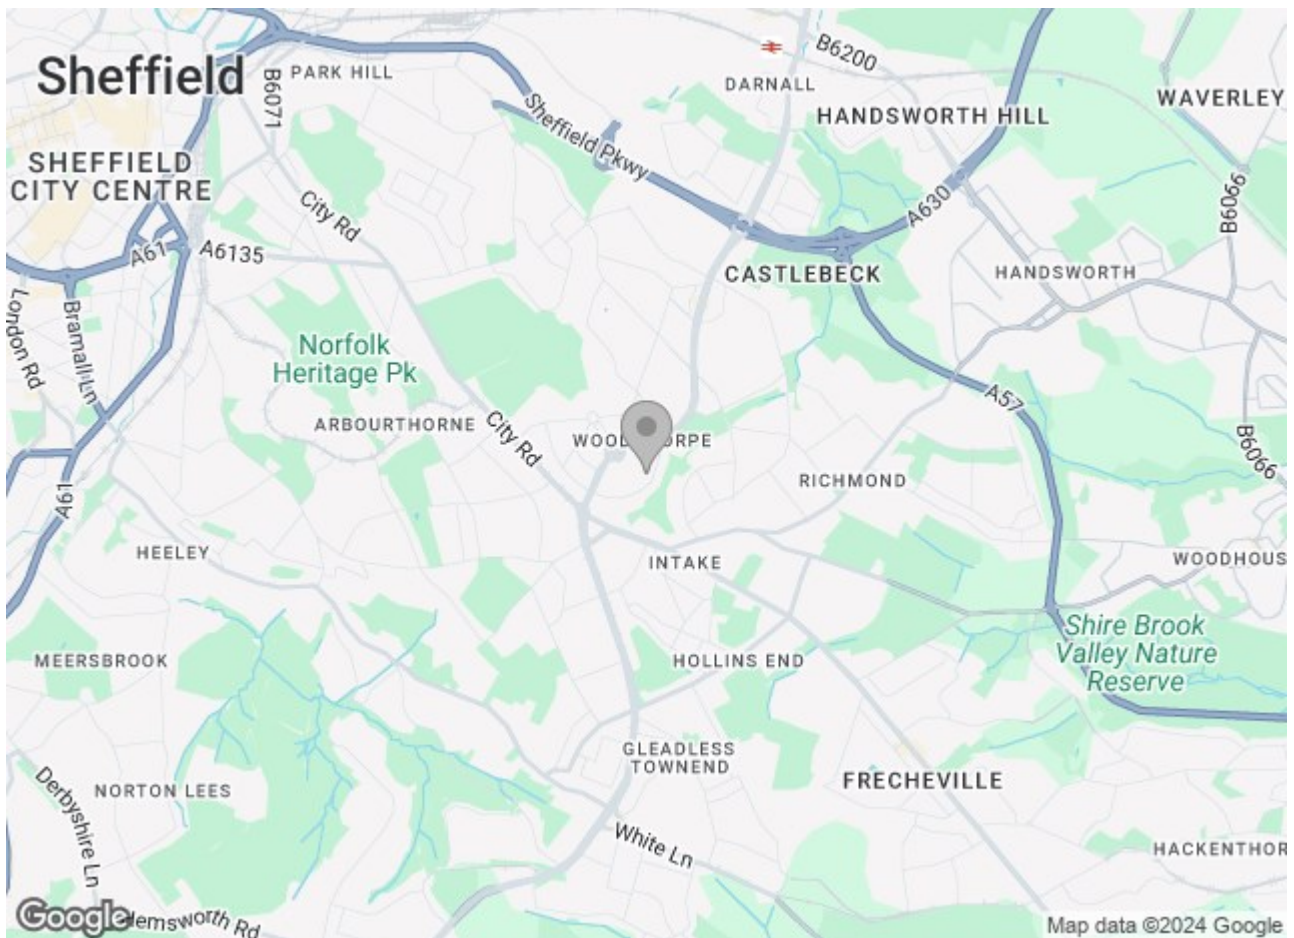 Sheffield
PARK HILL
B6071
B6200
DARNALL
HANDSWORTH HILL
WAVERLEY
SHEFFIELD
CITY CENTRE
Sheffield Pkwy
City Rd
A630
B6066
A61
A6135
CASTLEBECK
HANDSWORTH
London Rd
Bramall Ln
Norfolk
Heritage Pk
A57
ARBOURTHORNE
City Rd
RICHMOND
B6066
A61
HEELEY
INTAKE
WOODHOUS
Shire Brook
Valley Nature
Reserve
MEERSBROOK
HOLLINS END
GLEADLESS
TOWNEND
Derbyshire Ln
NORTON LEES
FRECHEVILLE
White Ln
HACKENTHOR
Google
Hemsworth Rd
Map data ©2024 Google